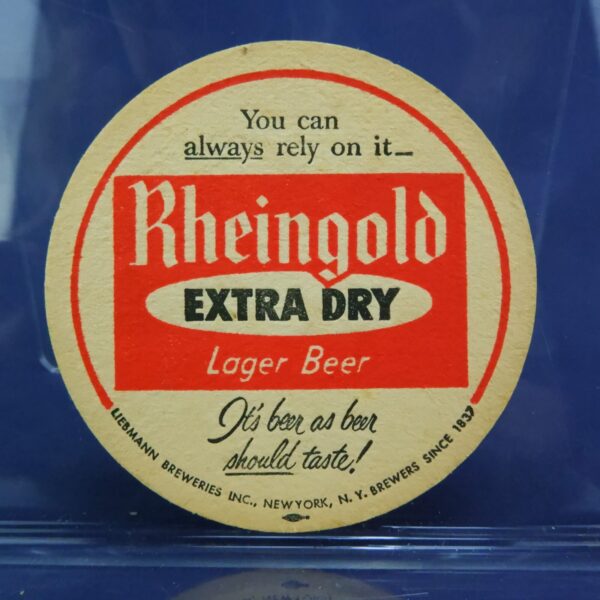 You can
always rely on it—
Rheingold
EXTRA DRY
Lager Beer
It's beer as beer
should taste!
LIEBMANN BREWERIES INC., NEW YORK, N. Y. BREWERS SINCE 1837